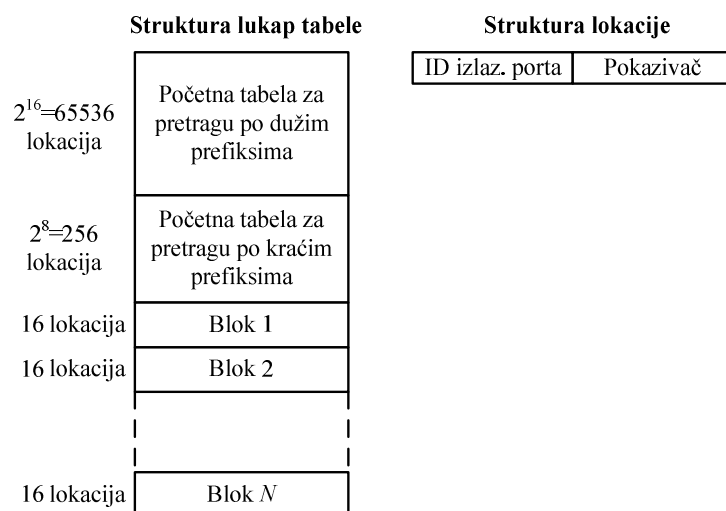 Struktura lukap tabele
Struktura lokacije
ID izlaz. porta
Pokazivač
2^16=65536
lokacija
Početna tabela za
pretragu po dužim
prefiksima
2^8=256
lokacija
Početna tabela za
pretragu po kraćim
prefiksima
16 lokacija
Blok 1
16 lokacija
Blok 2
16 lokacija
Blok N